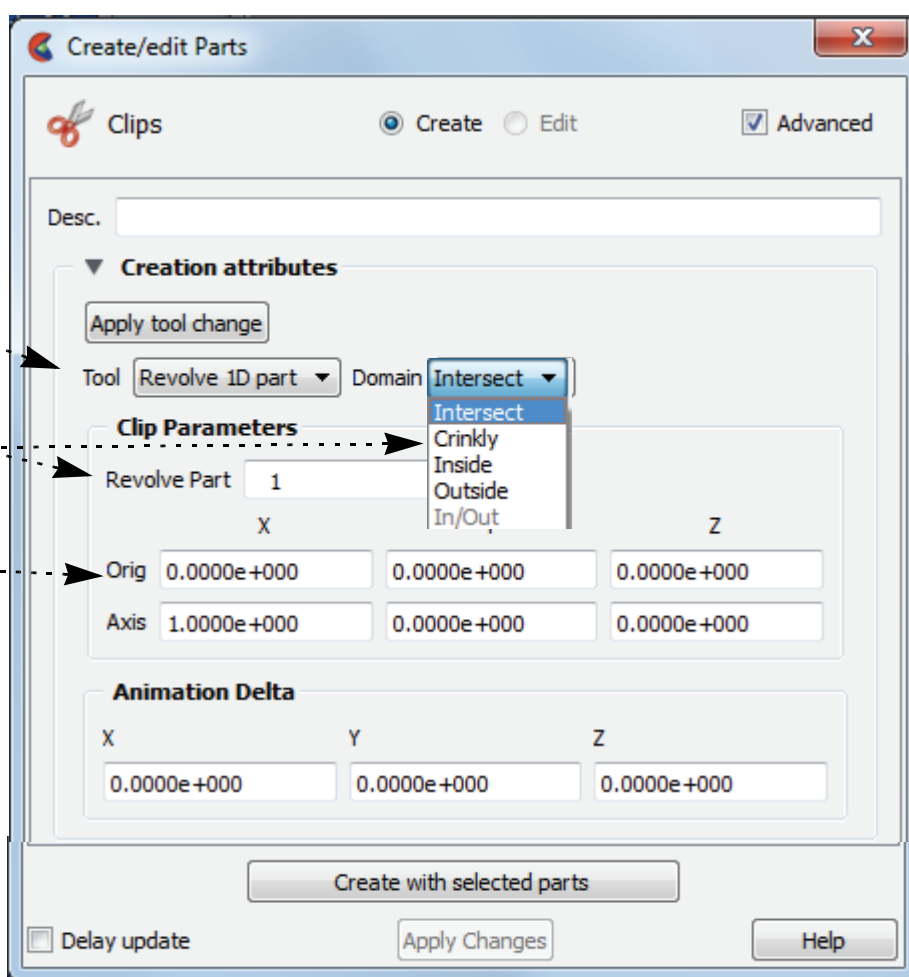 Create/edit Parts
Clips Create Edit Advanced
Desc.
Creation attributes
Apply tool change
Tool Revolve 1D part Domain Intersect
Intersect
Crinkly
Inside
Outside
In/Out
Clip Parameters
Revolve Part 1
X Z
Orig 0.0000e+000 0.0000e+000 0.0000e+000
Axis 1.0000e+000 0.0000e+000 0.0000e+000
Animation Delta
X Y Z
0.0000e+000 0.0000e+000 0.0000e+000
Create with selected parts
Delay update Apply Changes Help